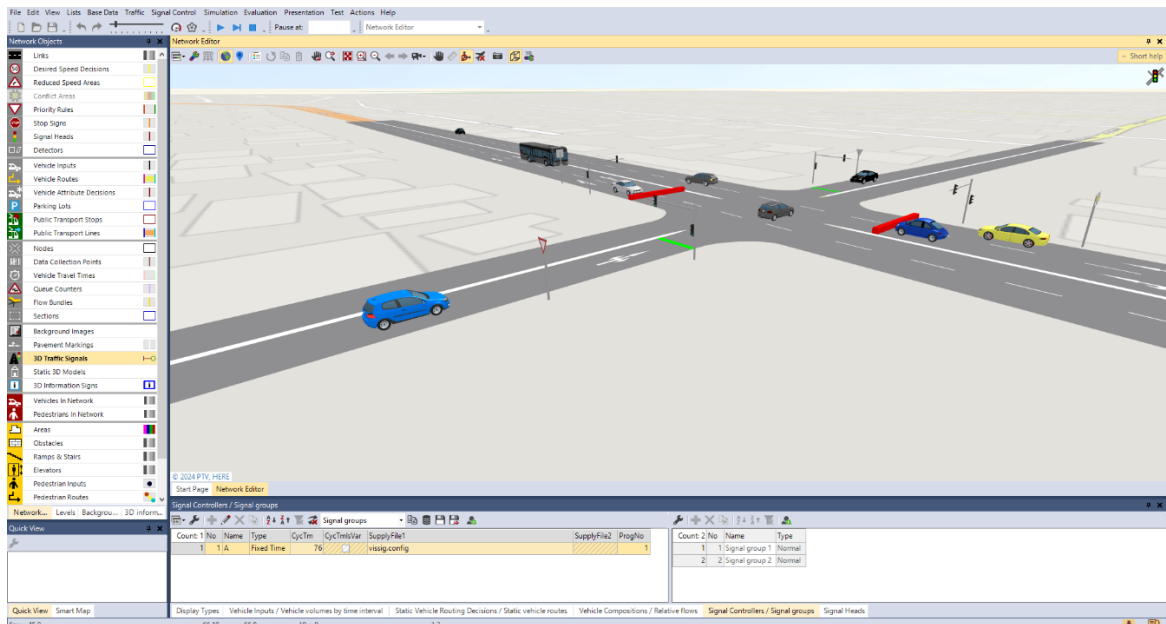 File Edit View Lists Base Data Traffic Signal Control Simulation Evaluation Presentation Test Actions Help
Pause at: Network Editor
Network Objects
Network Editor
Links
Short help
Desired Speed Decisions
Reduced Speed Areas
Conflict Areas
Priority Rules
Stop Signs
Signal Heads
Detectors
Vehicle Inputs
Vehicle Routes
Vehicle Attribute Decisions
Parking Lots
Public Transport Stops
Public Transport Lines
Nodes
Data Collection Points
Vehicle Travel Times
Queue Counters
Flow Bundles
Sections
Background Images
Pavement Markings
3D Traffic Signals
Static 3D Models
3D Information Signs
Vehicles In Network
Pedestrians In Network
Areas
Obstacles
Ramps & Stairs
Elevators
Pedestrian Inputs
Pedestrian Routes
© 2024 PTV, HERE
Start Page Network Editor
Network... Levels Backgrou... 3D inform...
Signal Controllers / Signal groups
Quick View
Signal groups
Count: 1 No Name Type CycTm CycTmIsVar SupplyFile1 SupplyFile2 ProgNo
1 1 A Fixed Time 76 vissig.config 1
Count: 2 No Name Type
1 1 Signal group 1 Normal
2 2 Signal group 2 Normal
Quick View Smart Map
Display Types Vehicle Inputs / Vehicle volumes by time interval Static Vehicle Routing Decisions / Static vehicle routes Vehicle Compositions / Relative flows Signal Controllers / Signal groups Signal Heads